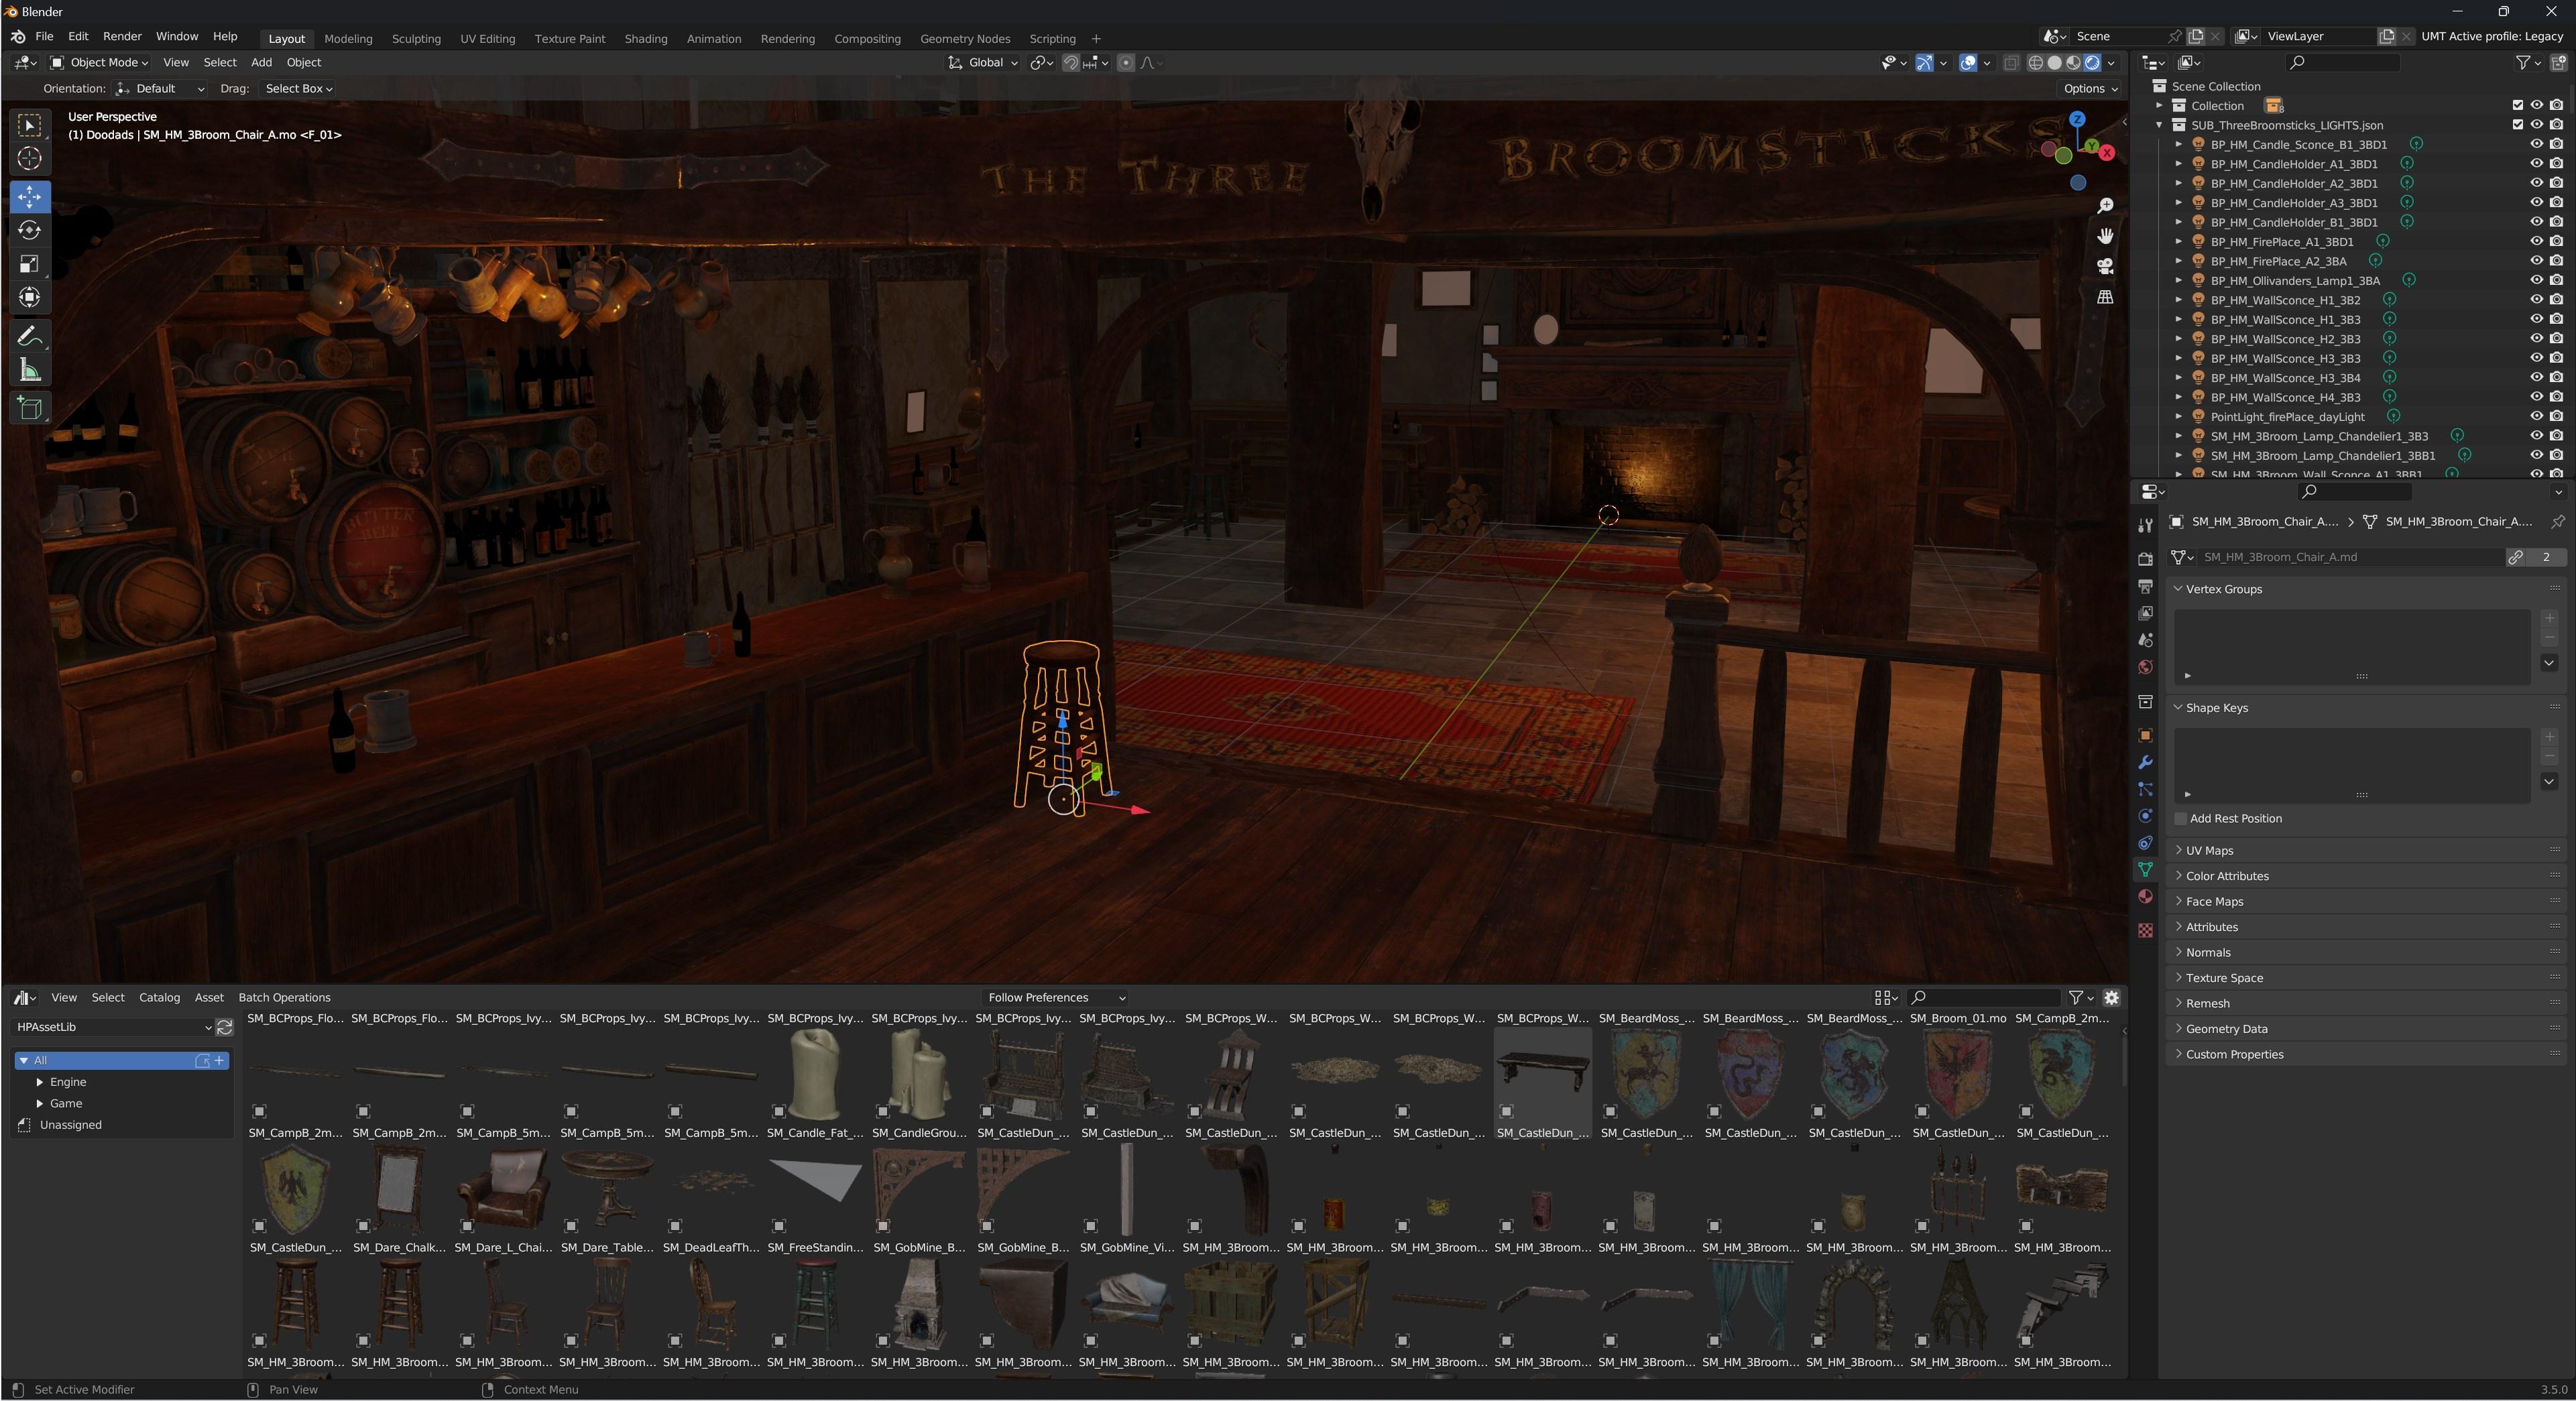 Blender
File Edit Render Window Help Layout Modeling Sculpting UV Editing Texture Paint Shading Animation Rendering Compositing Geometry Nodes Scripting + Scene ViewLayer UMT Active profile: Legacy
Object Mode View Select Add Object Global
Orientation: Default Drag: Select Box Options
User Perspective
(1) Doodads | SM_HM_3Broom_Chair_A.mo <F_01>
THE THREE BROOMSTICKS
BUTTER
BEER
Z
Y
X
Scene Collection
Collection 8
SUB_ThreeBroomsticks_LIGHTS.json
BP_HM_Candle_Sconce_B1_3BD1
BP_HM_CandleHolder_A1_3BD1
BP_HM_CandleHolder_A2_3BD1
BP_HM_CandleHolder_A3_3BD1
BP_HM_CandleHolder_B1_3BD1
BP_HM_FirePlace_A1_3BD1
BP_HM_FirePlace_A2_3BA
BP_HM_Ollivanders_Lamp1_3BA
BP_HM_WallSconce_H1_3B2
BP_HM_WallSconce_H1_3B3
BP_HM_WallSconce_H2_3B3
BP_HM_WallSconce_H3_3B3
BP_HM_WallSconce_H3_3B4
BP_HM_WallSconce_H4_3B3
PointLight_firePlace_dayLight
SM_HM_3Broom_Lamp_Chandelier1_3B3
SM_HM_3Broom_Lamp_Chandelier1_3BB1
SM_HM_3Broom_Wall_Sconce_A1_3BB1
SM_HM_3Broom_Chair_A.... SM_HM_3Broom_Chair_A....
SM_HM_3Broom_Chair_A.md 2
Vertex Groups
Shape Keys
Add Rest Position
UV Maps
Color Attributes
Face Maps
Attributes
Normals
Texture Space
Remesh
Geometry Data
Custom Properties
View Select Catalog Asset Batch Operations Follow Preferences
HPAssetLib
All
Engine
Game
Unassigned
SM_BCProps_Flo... SM_BCProps_Flo... SM_BCProps_Ivy... SM_BCProps_Ivy... SM_BCProps_Ivy... SM_BCProps_Ivy... SM_BCProps_Ivy... SM_BCProps_Ivy... SM_BCProps_Ivy... SM_BCProps_W... SM_BCProps_W... SM_BCProps_W... SM_BCProps_W... SM_BeardMoss_... SM_BeardMoss_... SM_BeardMoss_... SM_Broom_01.mo SM_CampB_2m...
SM_CampB_2m... SM_CampB_2m... SM_CampB_5m... SM_CampB_5m... SM_CampB_5m... SM_Candle_Fat_... SM_CandleGrou... SM_CastleDun_... SM_CastleDun_... SM_CastleDun_... SM_CastleDun_... SM_CastleDun_... SM_CastleDun_... SM_CastleDun_... SM_CastleDun_... SM_CastleDun_... SM_CastleDun_... SM_CastleDun_...
SM_CastleDun_... SM_Dare_Chalk... SM_Dare_L_Chai... SM_Dare_Table... SM_DeadLeafTh... SM_FreeStandin... SM_GobMine_B... SM_GobMine_B... SM_GobMine_Vi... SM_HM_3Broom... SM_HM_3Broom... SM_HM_3Broom... SM_HM_3Broom... SM_HM_3Broom... SM_HM_3Broom... SM_HM_3Broom... SM_HM_3Broom... SM_HM_3Broom...
SM_HM_3Broom... SM_HM_3Broom... SM_HM_3Broom... SM_HM_3Broom... SM_HM_3Broom... SM_HM_3Broom... SM_HM_3Broom... SM_HM_3Broom... SM_HM_3Broom... SM_HM_3Broom... SM_HM_3Broom... SM_HM_3Broom... SM_HM_3Broom... SM_HM_3Broom... SM_HM_3Broom... SM_HM_3Broom... SM_HM_3Broom... SM_HM_3Broom...
Set Active Modifier Pan View Context Menu 3.5.0